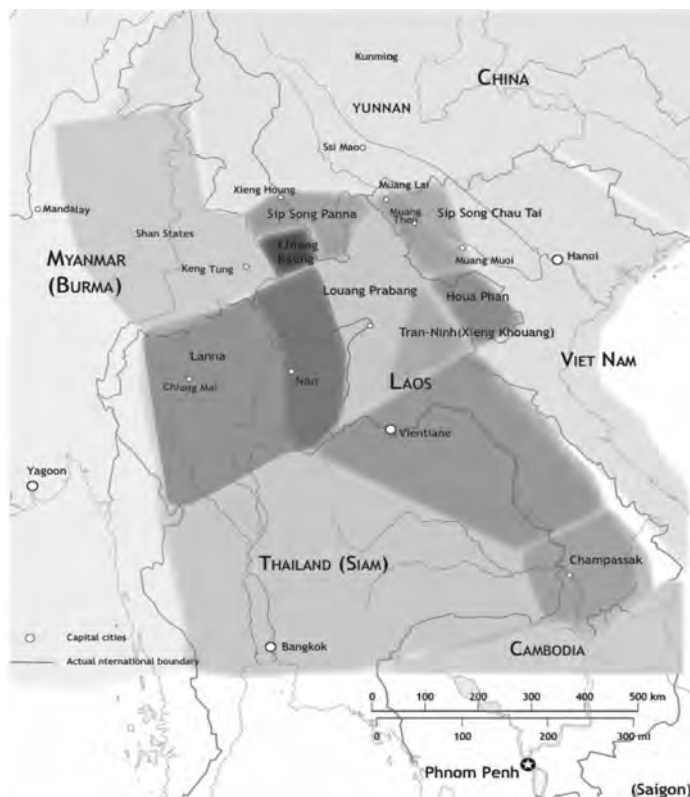 Kunming
CHINA
YUNNAN
Ssi Mao
Xieng Houng
Muang Lai
Sip Song Panna
Muang Then
Sip Song Chau Tai
Mandalay
Shan States
Chiang Kaeng
Hanoi
Keng Tung
Muang Muoi
MYANMAR
(BURMA)
Louang Prabang
Houa Phan
Tran-Ninh(Xieng Khouang)
Lanna
VIET NAM
Chiang Mai
Nan
LAOS
Vientiane
Yagoon
THAILAND (SIAM)
Champassak
Capital cities
Bangkok
CAMBODIA
Actual nternational boundary
0 100 200 300 400 500 km
0 100 200 300 mi
Phnom Penh
(Saigon)